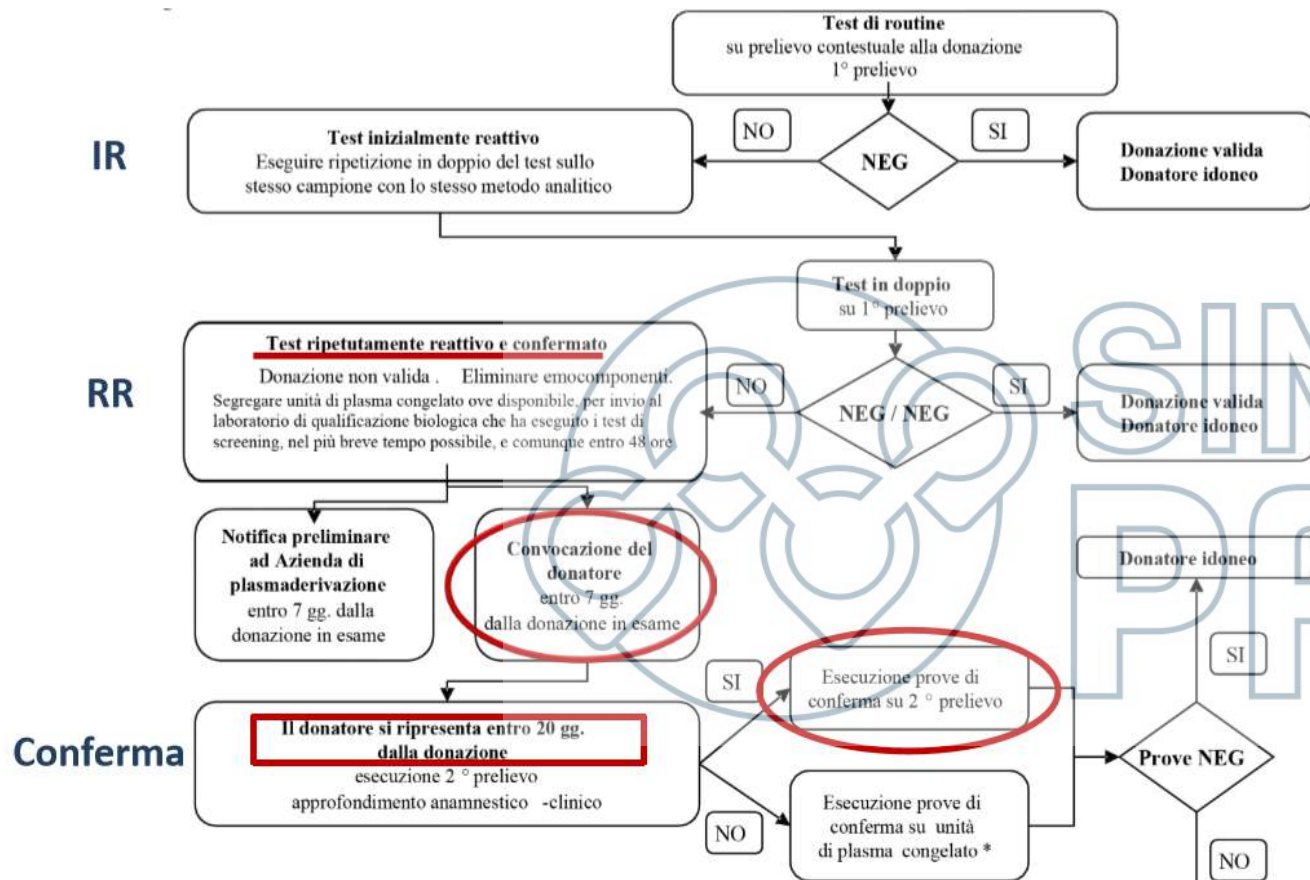 Test di routine
su prelievo contestuale alla donazione
1° prelievo
IR
Test inizialmente reattivo
Eseguire ripetizione in doppio del test sullo
stesso campione con lo stesso metodo analitico
NO
NEG
SI
Donazione valida
Donatore idoneo
Test in doppio
su 1° prelievo
RR
Test ripetutamente reattivo e confermato
Donazione non valida . Eliminare emocomponenti.
Segregare unità di plasma congelato ove disponibile, per invio al
laboratorio di qualificazione biologica che ha eseguito i test di
screening, nel più breve tempo possibile, e comunque entro 48 ore
NO
NEG / NEG
SI
Donazione valida
Donatore idoneo
Notifica preliminare
ad Azienda di
plasmaderivazione
entro 7 gg. dalla
donazione in esame
Convocazione del
donatore
entro 7 gg.
dalla donazione in esame
Donatore idoneo
SI
Conferma
Il donatore si ripresenta entro 20 gg.
dalla donazione
esecuzione 2 ° prelievo
approfondimento anamnestico -clinico
SI
Esecuzione prove di
conferma su 2 ° prelievo
NO
Esecuzione prove di
conferma su unità
di plasma congelato *
Prove NEG
NO